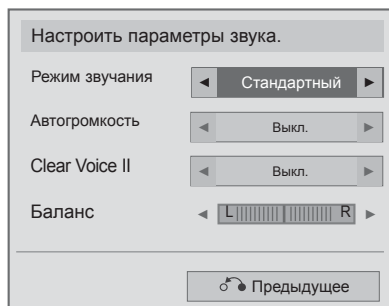 Настроить параметры звука.
Режим звучания ◄ Стандартный ►
Автогромкость ◄ Выкл. ►
Clear Voice II ◄ Выкл. ►
Баланс ◄ L R ►
Предыдущее